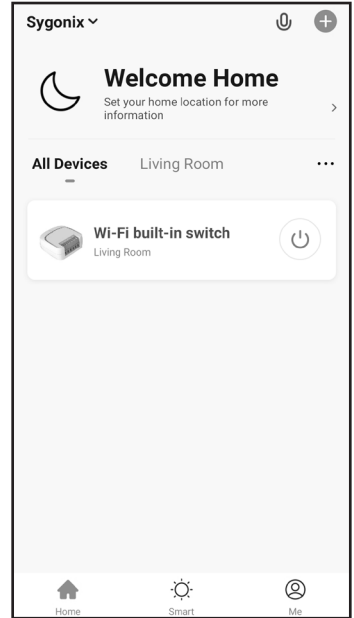 Sygonix
Welcome Home
Set your home location for more
information
All Devices Living Room
Wi-Fi built-in switch
Living Room
Home Smart Me